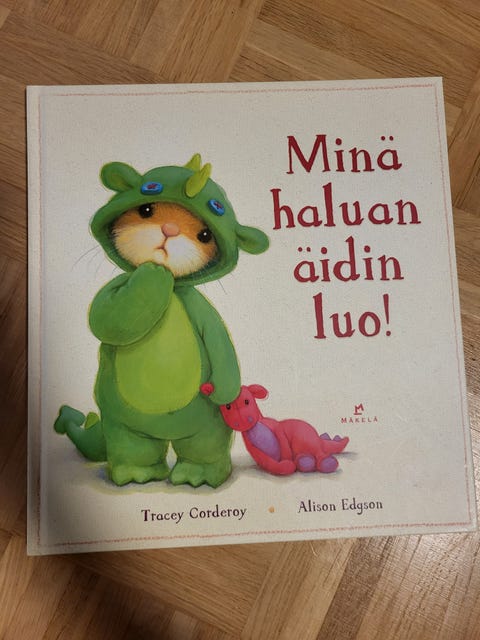 Minä
haluan
äidin
luo!
MÄKELÄ
Tracey Corderoy • Alison Edgson